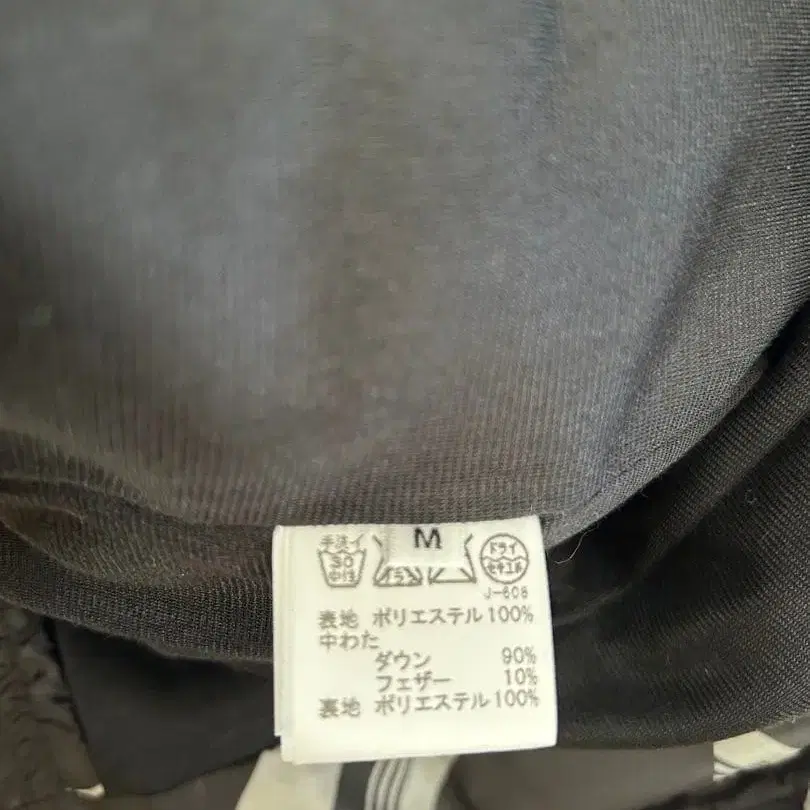 M
手洗イ
30
中性
ドライ
セキユ系
J-608
表地 ポリエステル100%
中わた
ダウン 90%
フェザー 10%
裏地 ポリエステル100%